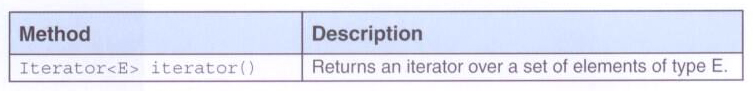 Method Description
Iterator<E> iterator() Returns an iterator over a set of elements of type E.